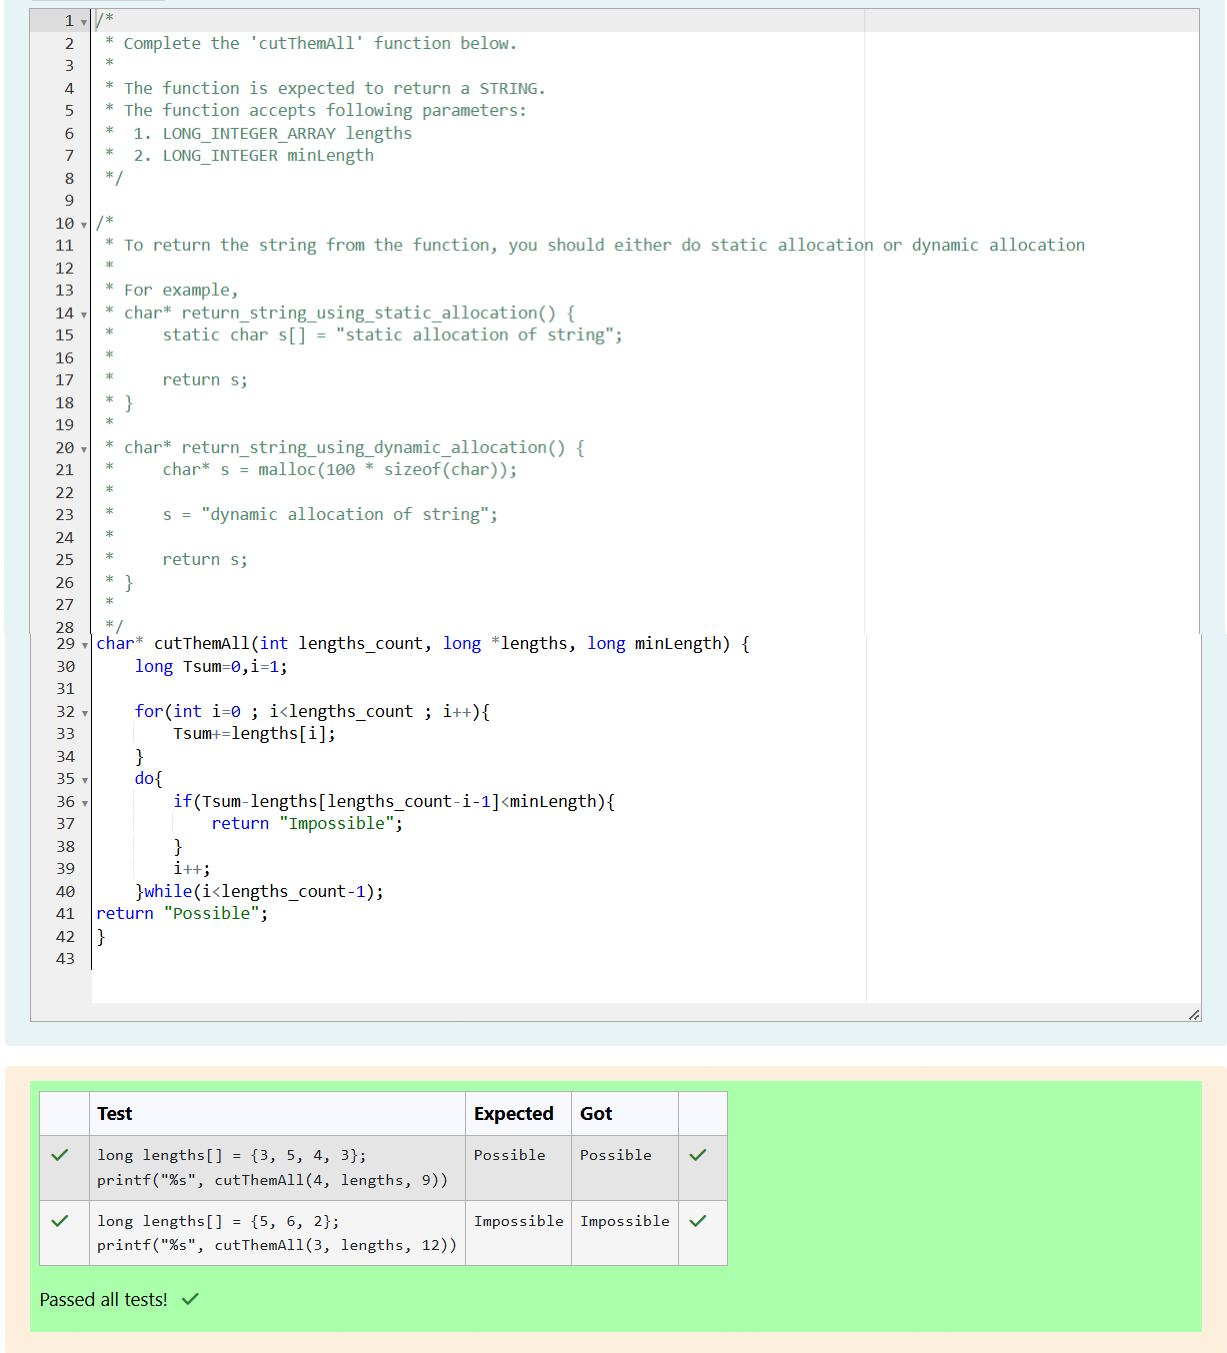 1 /*
2  * Complete the 'cutThemAll' function below.
3  *
4  * The function is expected to return a STRING.
5  * The function accepts following parameters:
6  *  1. LONG_INTEGER_ARRAY lengths
7  *  2. LONG_INTEGER minLength
8  */
9
10 /*
11  * To return the string from the function, you should either do static allocation or dynamic allocation
12  *
13  * For example,
14  * char* return_string_using_static_allocation() {
15  *     static char s[] = "static allocation of string";
16  *
17  *     return s;
18  * }
19  *
20  * char* return_string_using_dynamic_allocation() {
21  *     char* s = malloc(100 * sizeof(char));
22  *
23  *     s = "dynamic allocation of string";
24  *
25  *     return s;
26  * }
27  *
28  */
29 char* cutThemAll(int lengths_count, long *lengths, long minLength) {
30     long Tsum=0,i=1;
31
32     for(int i=0 ; i<lengths_count ; i++){
33         Tsum+=lengths[i];
34     }
35     do{
36         if(Tsum-lengths[lengths_count-i-1]<minLength){
37             return "Impossible";
38         }
39         i++;
40     }while(i<lengths_count-1);
41 return "Possible";
42 }
43
Test Expected Got
long lengths[] = {3, 5, 4, 3}; Possible Possible
printf("%s", cutThemAll(4, lengths, 9))
long lengths[] = {5, 6, 2}; Impossible Impossible
printf("%s", cutThemAll(3, lengths, 12))
Passed all tests!